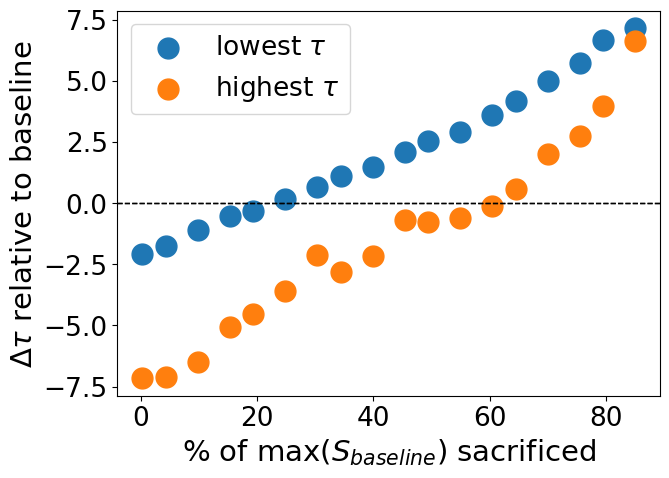 lowest τ
highest τ
Δτ relative to baseline
7.5
5.0
2.5
0.0
−2.5
−5.0
−7.5
0 20 40 60 80
% of max(S_baseline) sacrificed